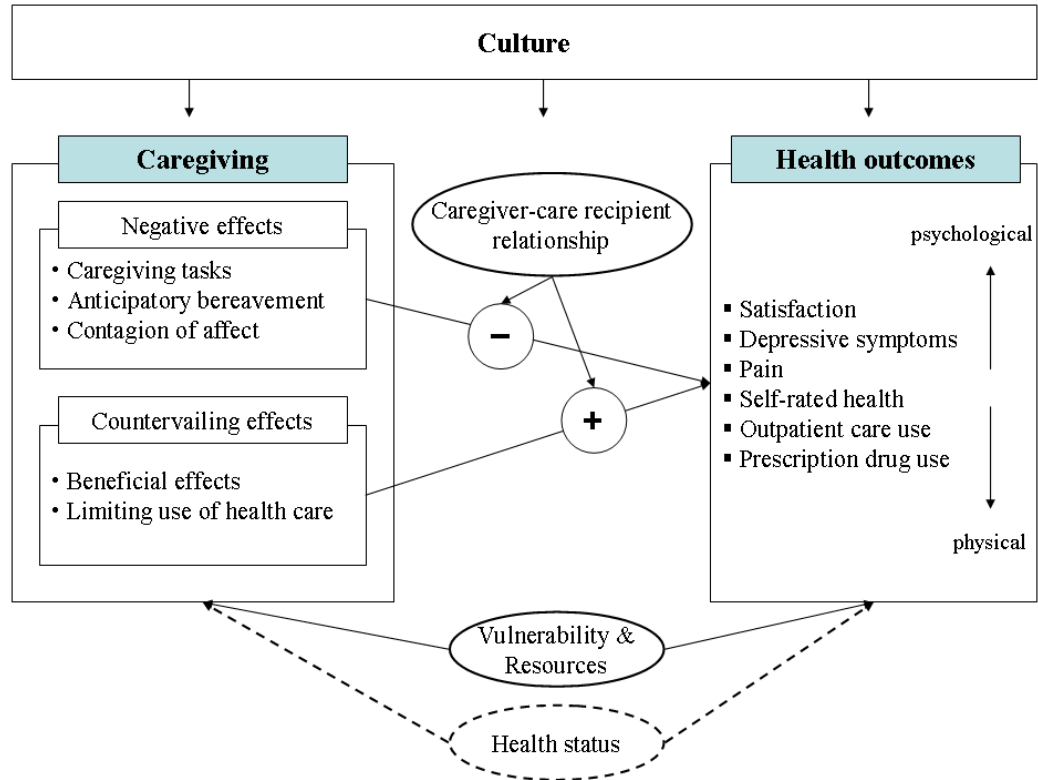 Culture
Caregiving
Negative effects
• Caregiving tasks
• Anticipatory bereavement
• Contagion of affect
Countervailing effects
• Beneficial effects
• Limiting use of health care
Caregiver-care recipient
relationship
−
+
Health outcomes
psychological
▪ Satisfaction
▪ Depressive symptoms
▪ Pain
▪ Self-rated health
▪ Outpatient care use
▪ Prescription drug use
physical
Vulnerability &
Resources
Health status